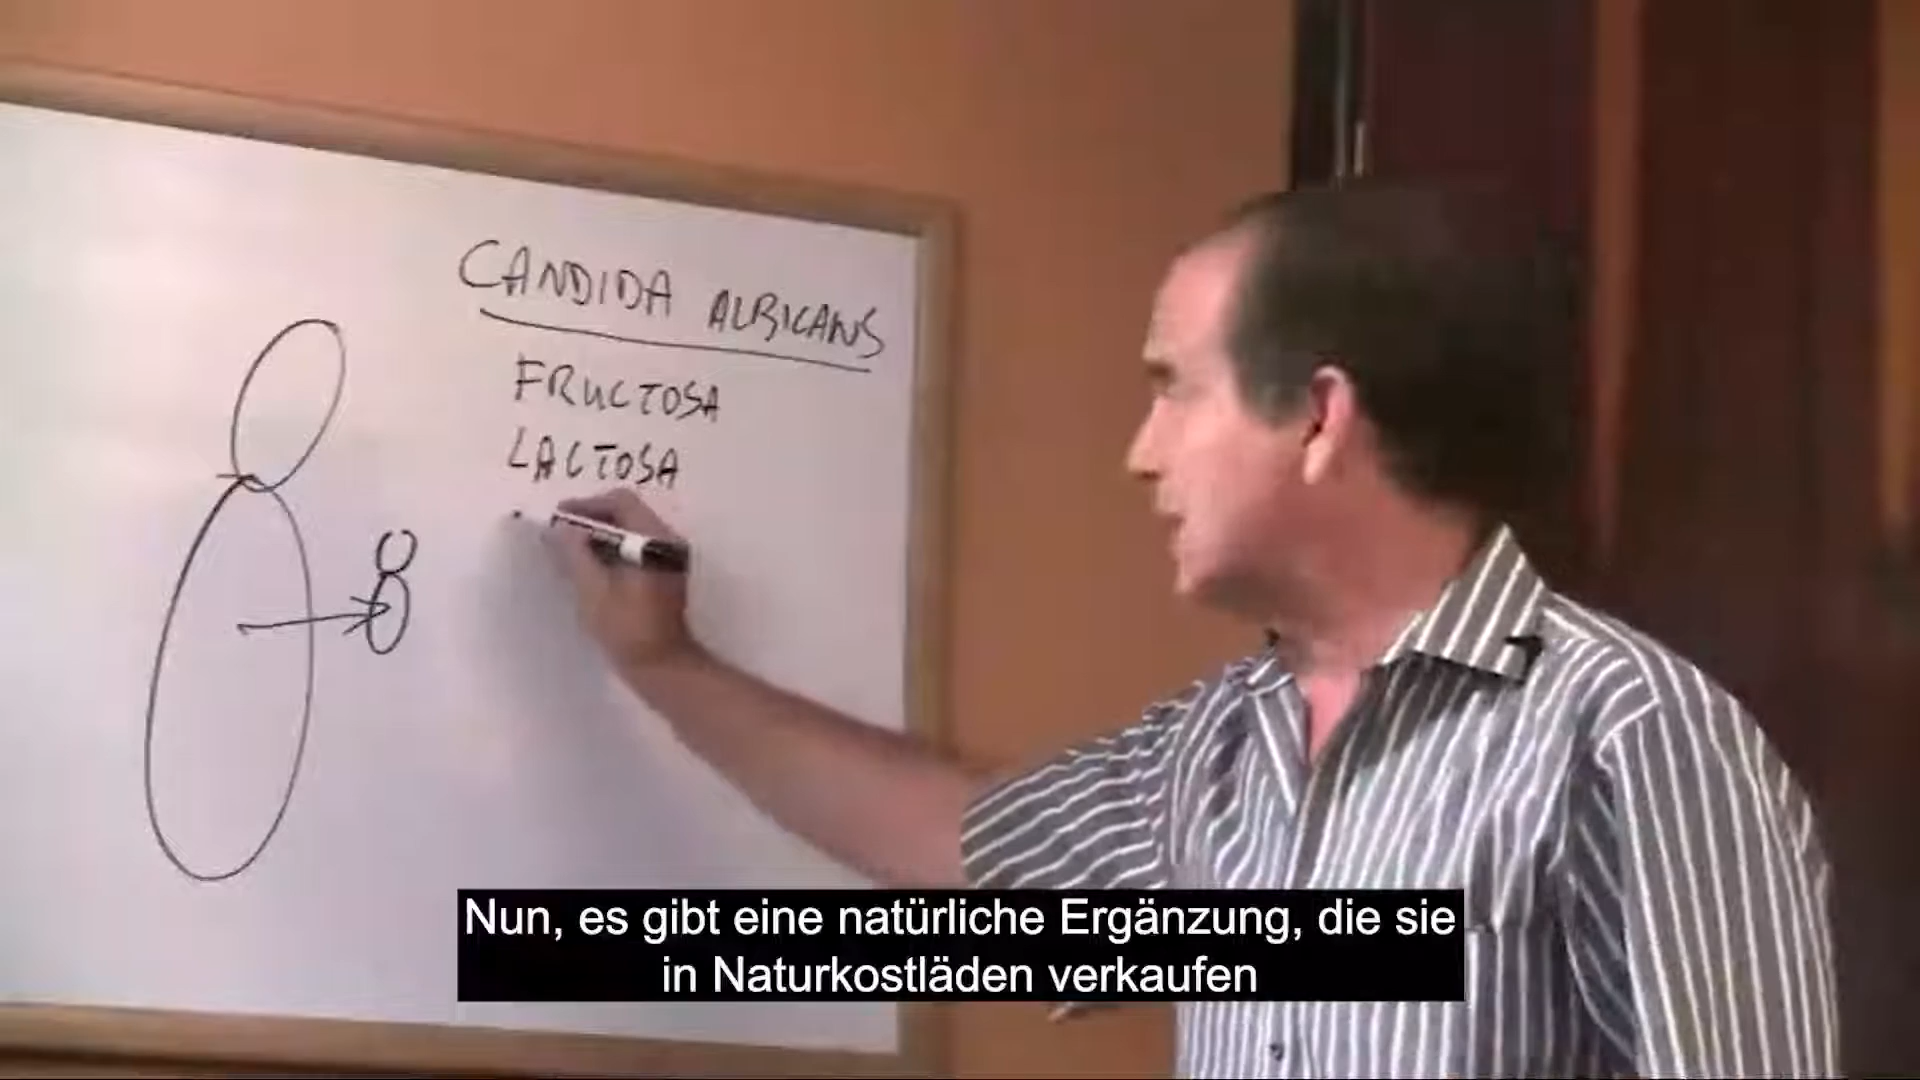 CANDIDA ALBICANS
FRUCTOSA
LACTOSA
Nun, es gibt eine natürliche Ergänzung, die sie
in Naturkostläden verkaufen